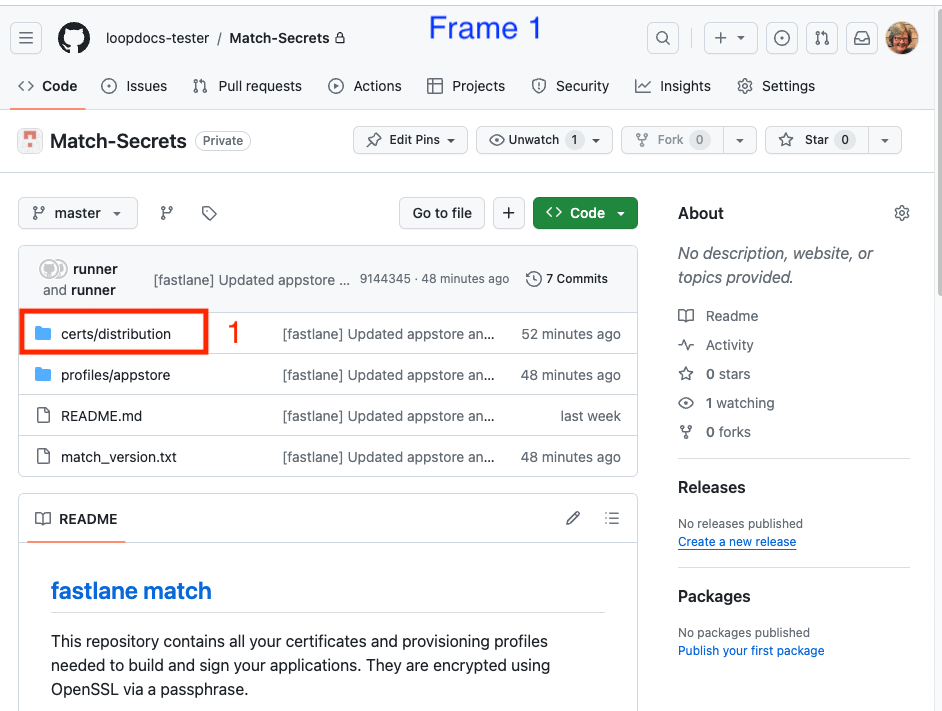 Frame 1
loopdocs-tester / Match-Secrets
Code Issues Pull requests Actions Projects Security Insights Settings
Match-Secrets Private Edit Pins Unwatch 1 Fork 0 Star 0
master Go to file + Code
runner
and runner
[fastlane] Updated appstore ... 9144345 · 48 minutes ago 7 Commits
certs/distribution 1 [fastlane] Updated appstore an... 52 minutes ago
profiles/appstore [fastlane] Updated appstore an... 48 minutes ago
README.md [fastlane] Updated appstore an... last week
match_version.txt [fastlane] Updated appstore an... 48 minutes ago
README
fastlane match
This repository contains all your certificates and provisioning profiles
needed to build and sign your applications. They are encrypted using
OpenSSL via a passphrase.
About
No description, website, or
topics provided.
Readme
Activity
0 stars
1 watching
0 forks
Releases
No releases published
Create a new release
Packages
No packages published
Publish your first package